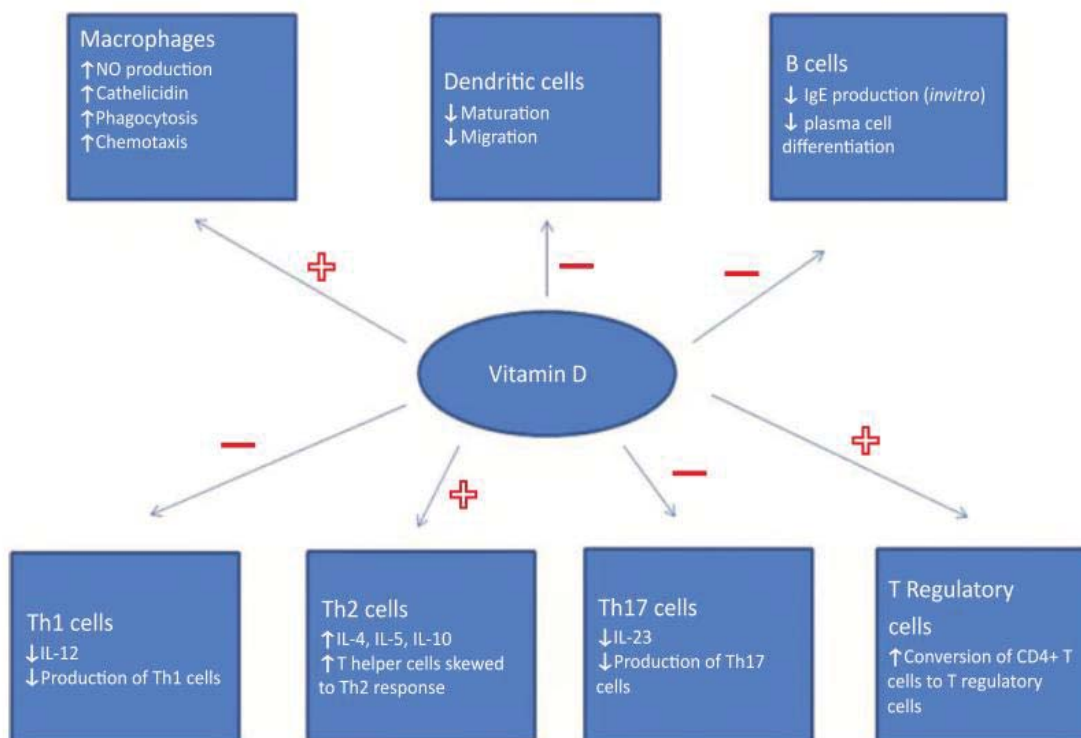 Macrophages
↑NO production
↑Cathelicidin
↑Phagocytosis
↑Chemotaxis
Dendritic cells
↓Maturation
↓Migration
B cells
↓ IgE production (invitro)
↓ plasma cell
differentiation
+
−
−
Vitamin D
−
+
−
+
Th1 cells
↓IL-12
↓Production of Th1 cells
Th2 cells
↑IL-4, IL-5, IL-10
↑T helper cells skewed
to Th2 response
Th17 cells
↓IL-23
↓Production of Th17
cells
T Regulatory
cells
↑Conversion of CD4+ T
cells to T regulatory
cells